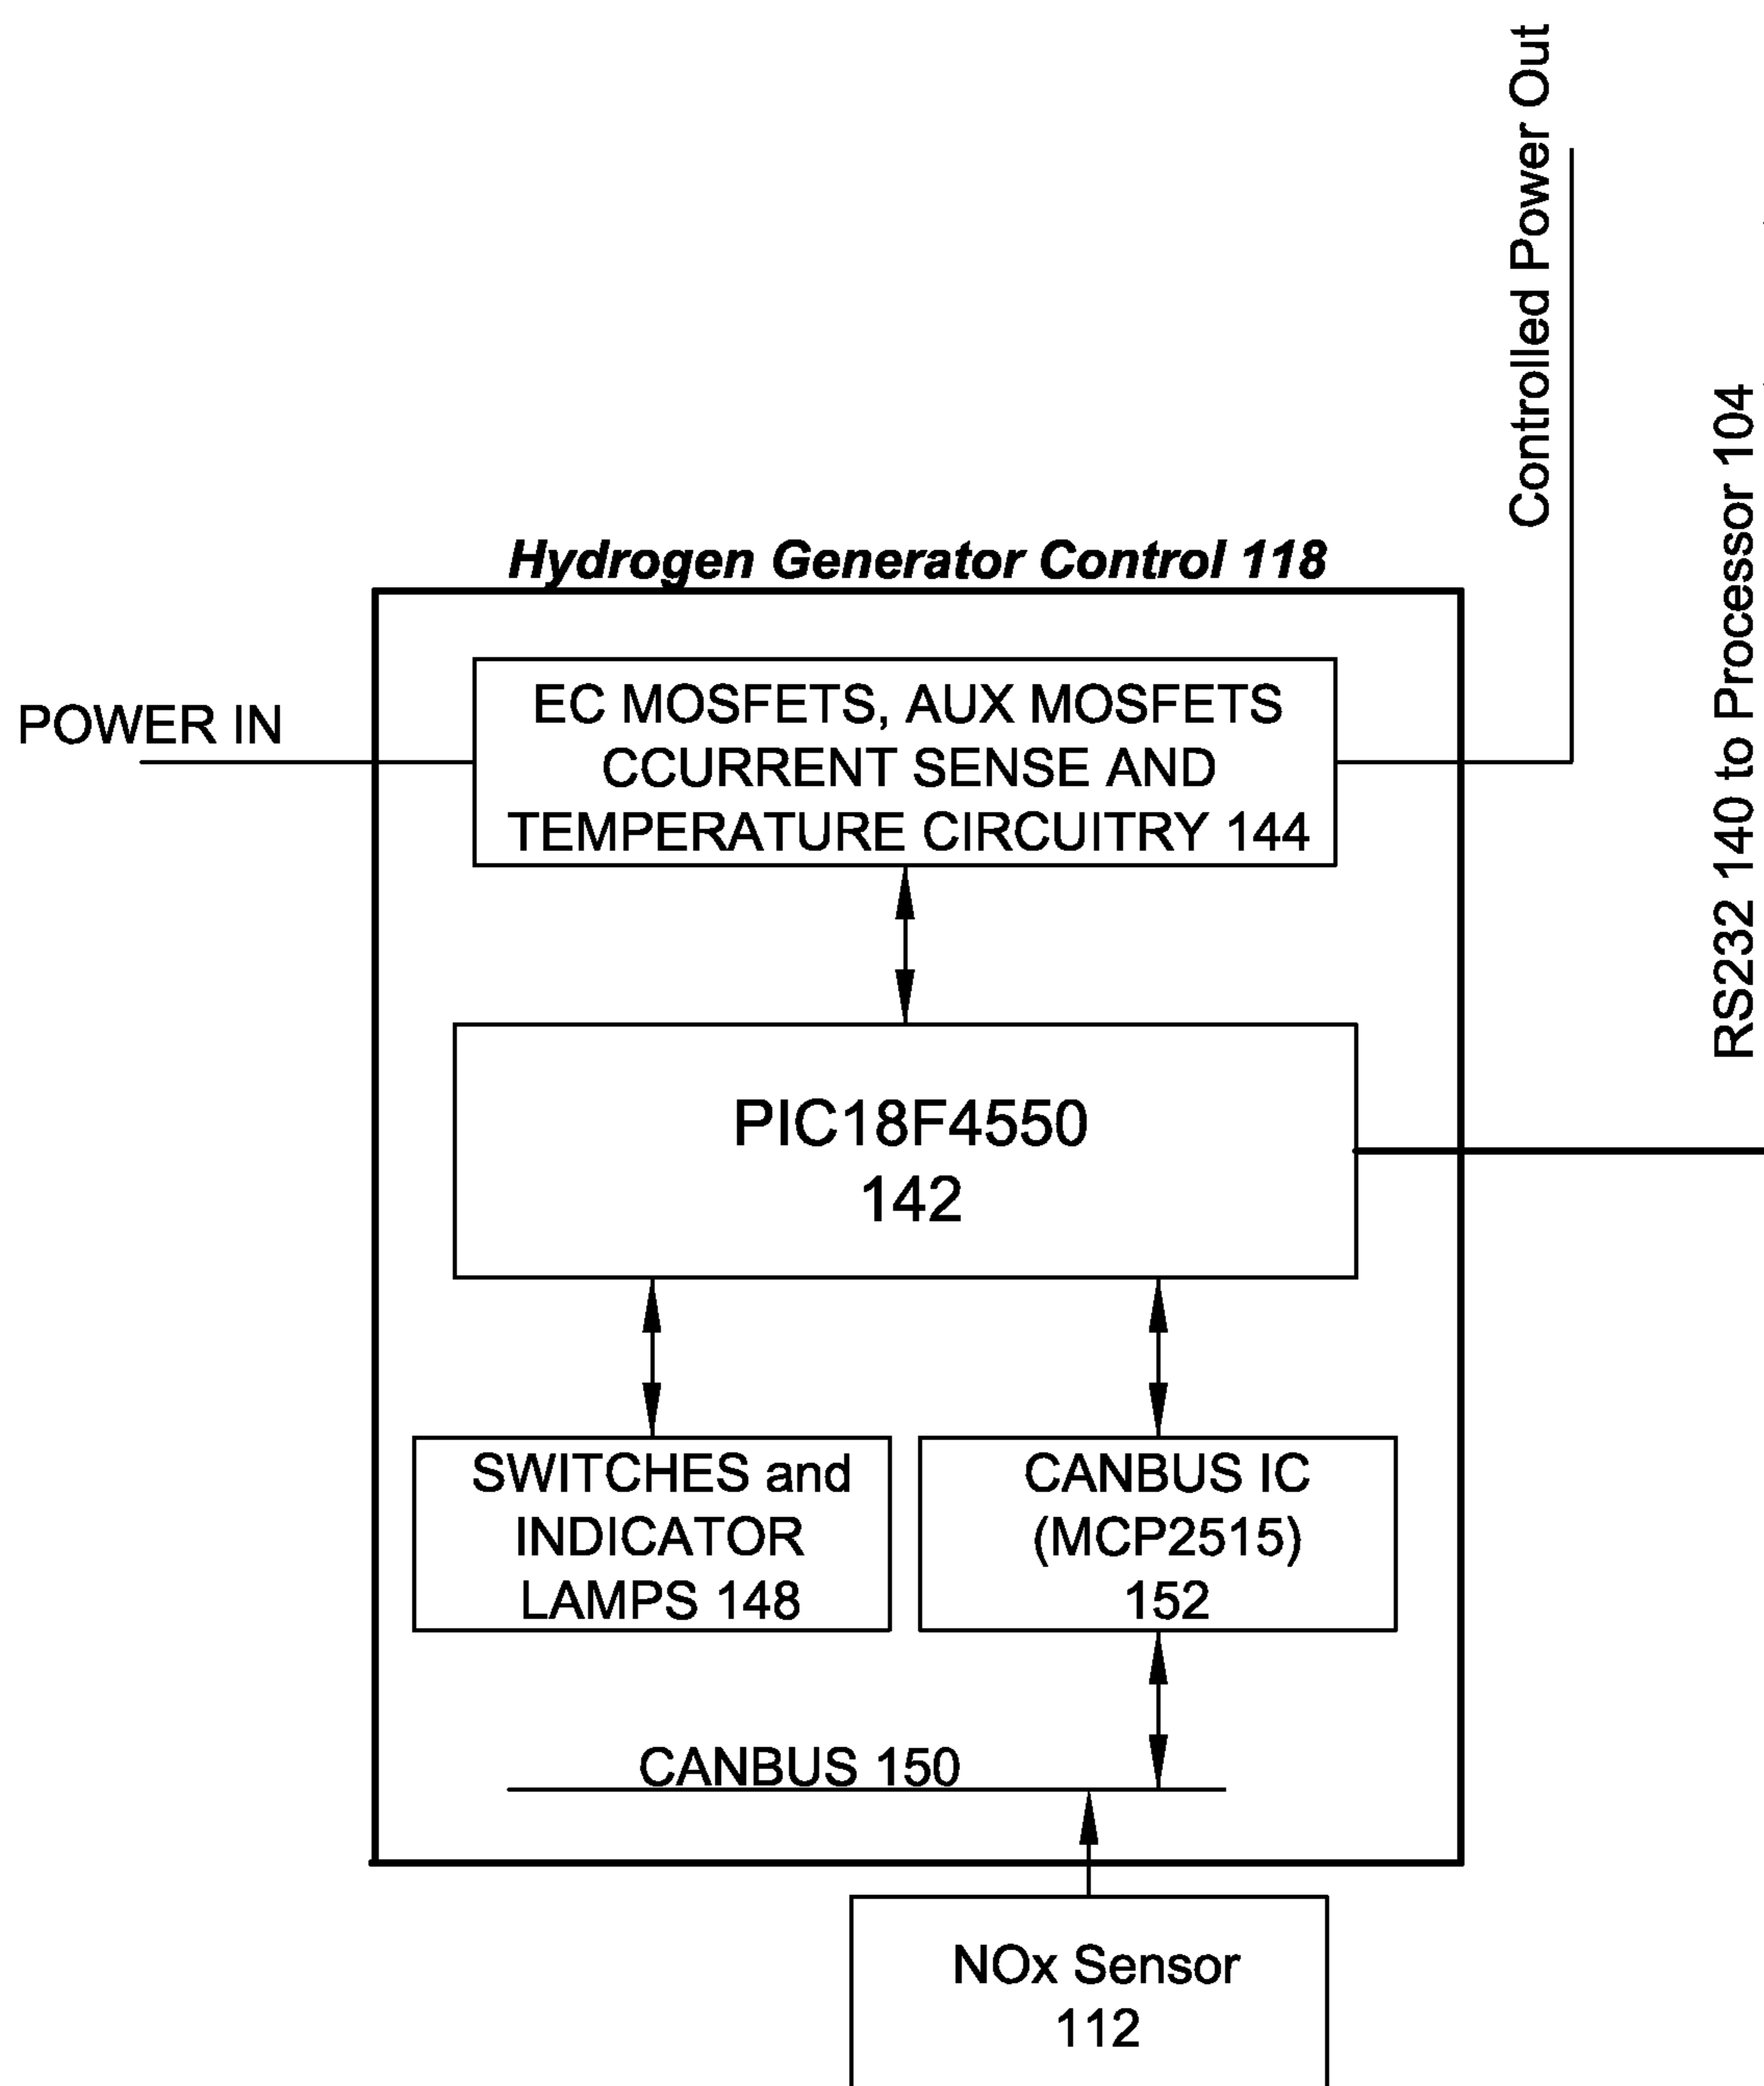 Controlled Power Out
RS232 140 to Processor 104
Hydrogen Generator Control 118
POWER IN
EC MOSFETS, AUX MOSFETS
CCURRENT SENSE AND
TEMPERATURE CIRCUITRY 144
PIC18F4550
142
SWITCHES and
INDICATOR
LAMPS 148
CANBUS IC
(MCP2515)
152
CANBUS 150
NOx Sensor
112